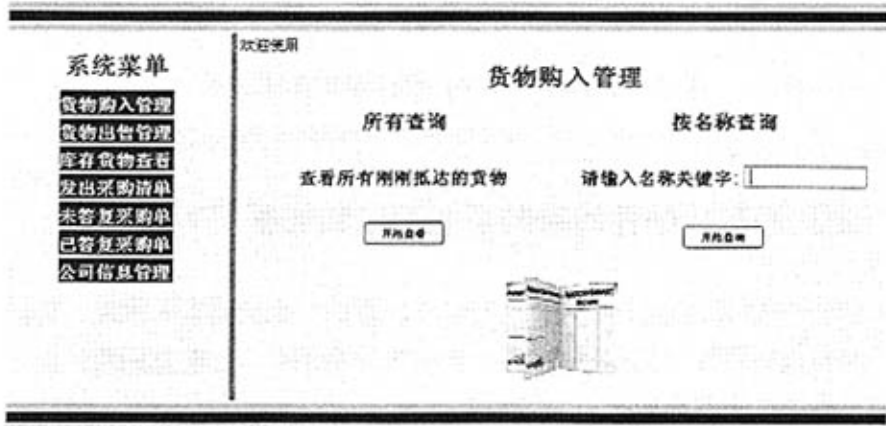 系统菜单
货物购入管理
货物出售管理
库存货物查看
发出采购清单
未答复采购单
已答复采购单
公司信息管理
欢迎使用
货物购入管理
所有查询
按名称查询
查看所有刚刚抵达的货物
请输入名称关键字:
开始查看
开始查询